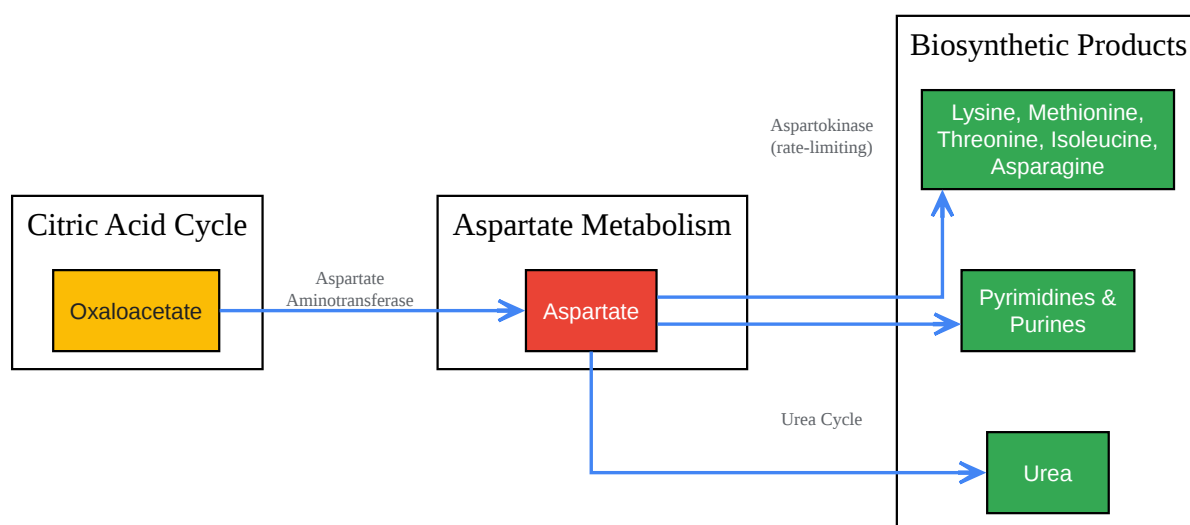 Biosynthetic Products
Lysine, Methionine,
Threonine, Isoleucine,
Asparagine
Aspartokinase
(rate-limiting)
Citric Acid Cycle
Aspartate Metabolism
Aspartate
Aminotransferase
Oxaloacetate
Aspartate
Pyrimidines &
Purines
Urea Cycle
Urea